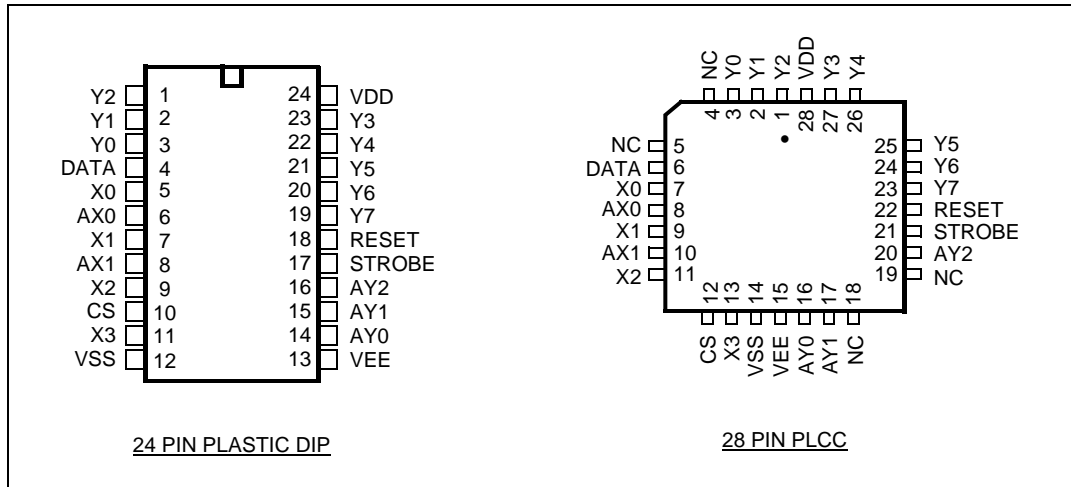 Y2 1 24 VDD
Y1 2 23 Y3
Y0 3 22 Y4
DATA 4 21 Y5
X0 5 20 Y6
AX0 6 19 Y7
X1 7 18 RESET
AX1 8 17 STROBE
X2 9 16 AY2
CS 10 15 AY1
X3 11 14 AY0
VSS 12 13 VEE
24 PIN PLASTIC DIP
NC Y0 Y1 Y2 VDD Y3 Y4
4 3 2 1 28 27 26
NC 5 25 Y5
DATA 6 24 Y6
X0 7 23 Y7
AX0 8 22 RESET
X1 9 21 STROBE
AX1 10 20 AY2
X2 11 19 NC
12 13 14 15 16 17 18
CS X3 VSS VEE AY0 AY1 NC
28 PIN PLCC